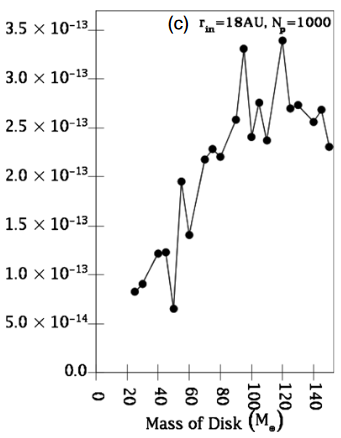 (c) r_in=18AU, N_p=1000
3.5 × 10⁻¹³
3.0 × 10⁻¹³
2.5 × 10⁻¹³
2.0 × 10⁻¹³
1.5 × 10⁻¹³
1.0 × 10⁻¹³
5.0 × 10⁻¹⁴
0.0
0 20 40 60 80 100 120 140
Mass of Disk (M⊕)